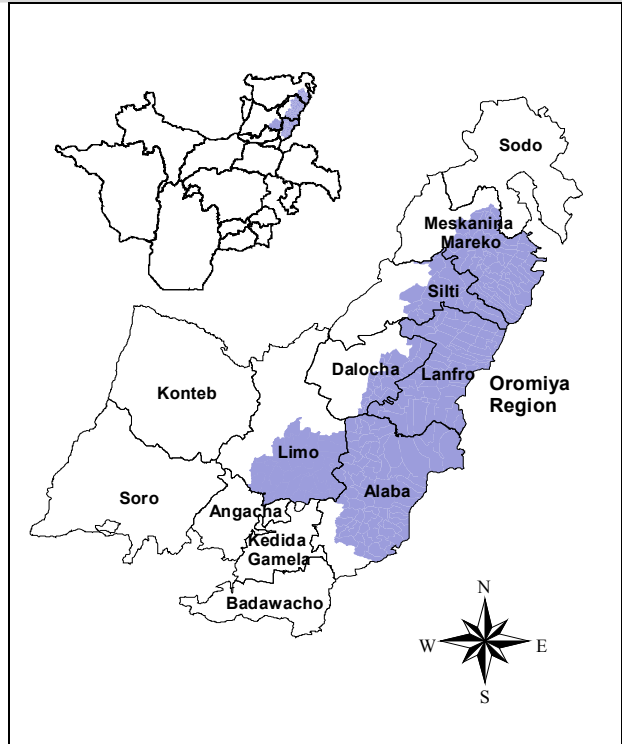 Sodo
Meskanina
Mareko
Silti
Dalocha
Lanfro
Oromiya
Region
Konteb
Limo
Alaba
Soro
Angacha
Kedida
Gamela
Badawacho
N
W
E
S